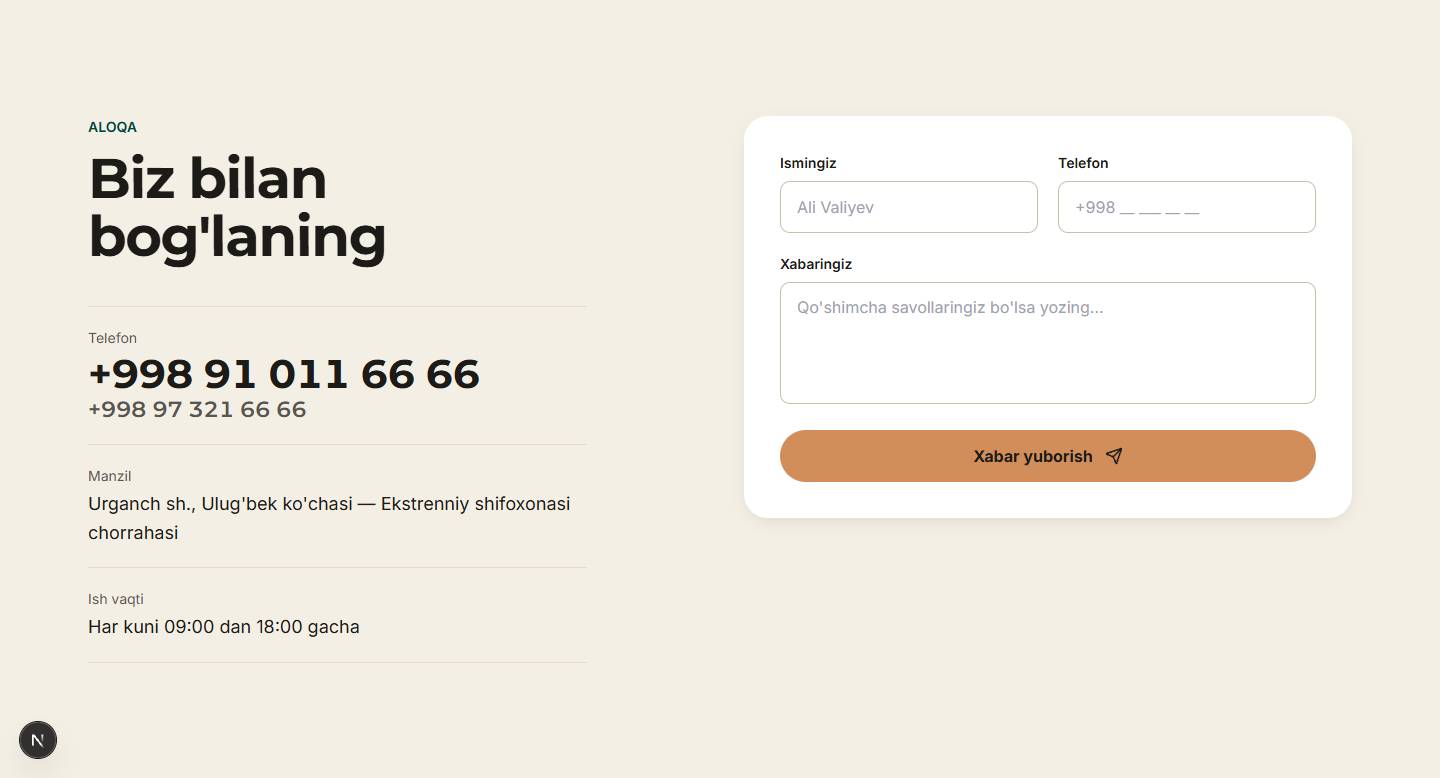 ALOQA
Biz bilan
bog'laning
Telefon
+998 91 011 66 66
+998 97 321 66 66
Manzil
Urganch sh., Ulug'bek ko'chasi — Ekstrenniy shifoxonasi
chorrahasi
Ish vaqti
Har kuni 09:00 dan 18:00 gacha
Ismingiz
Ali Valiyev
Telefon
+998 __ ___ __ __
Xabaringiz
Qo'shimcha savollaringiz bo'lsa yozing...
Xabar yuborish
N